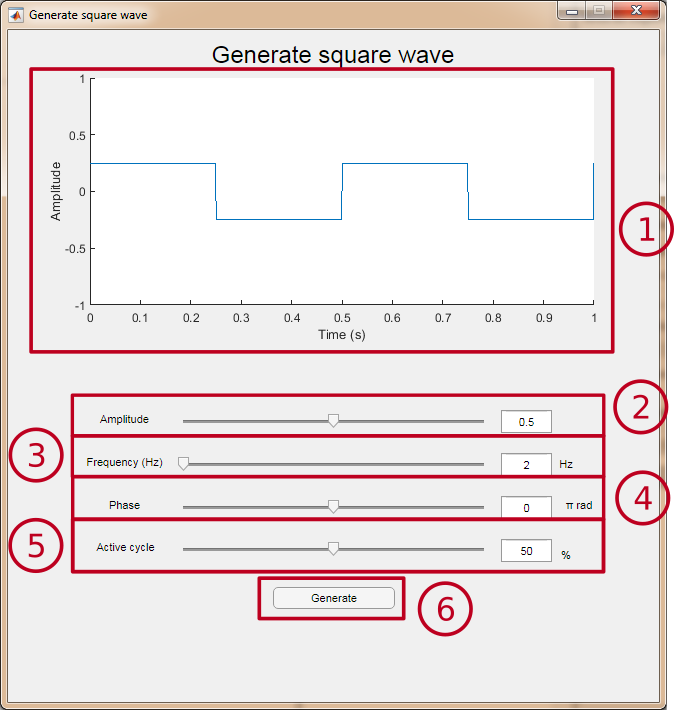 Generate square wave
Generate square wave
1
0.5
0
-0.5
-1
Amplitude
0 0.1 0.2 0.3 0.4 0.5 0.6 0.7 0.8 0.9 1
Time (s)
1
Amplitude 0.5
2
3
Frequency (Hz) 2 Hz
Phase 0 π rad
4
5
Active cycle 50 %
Generate
6